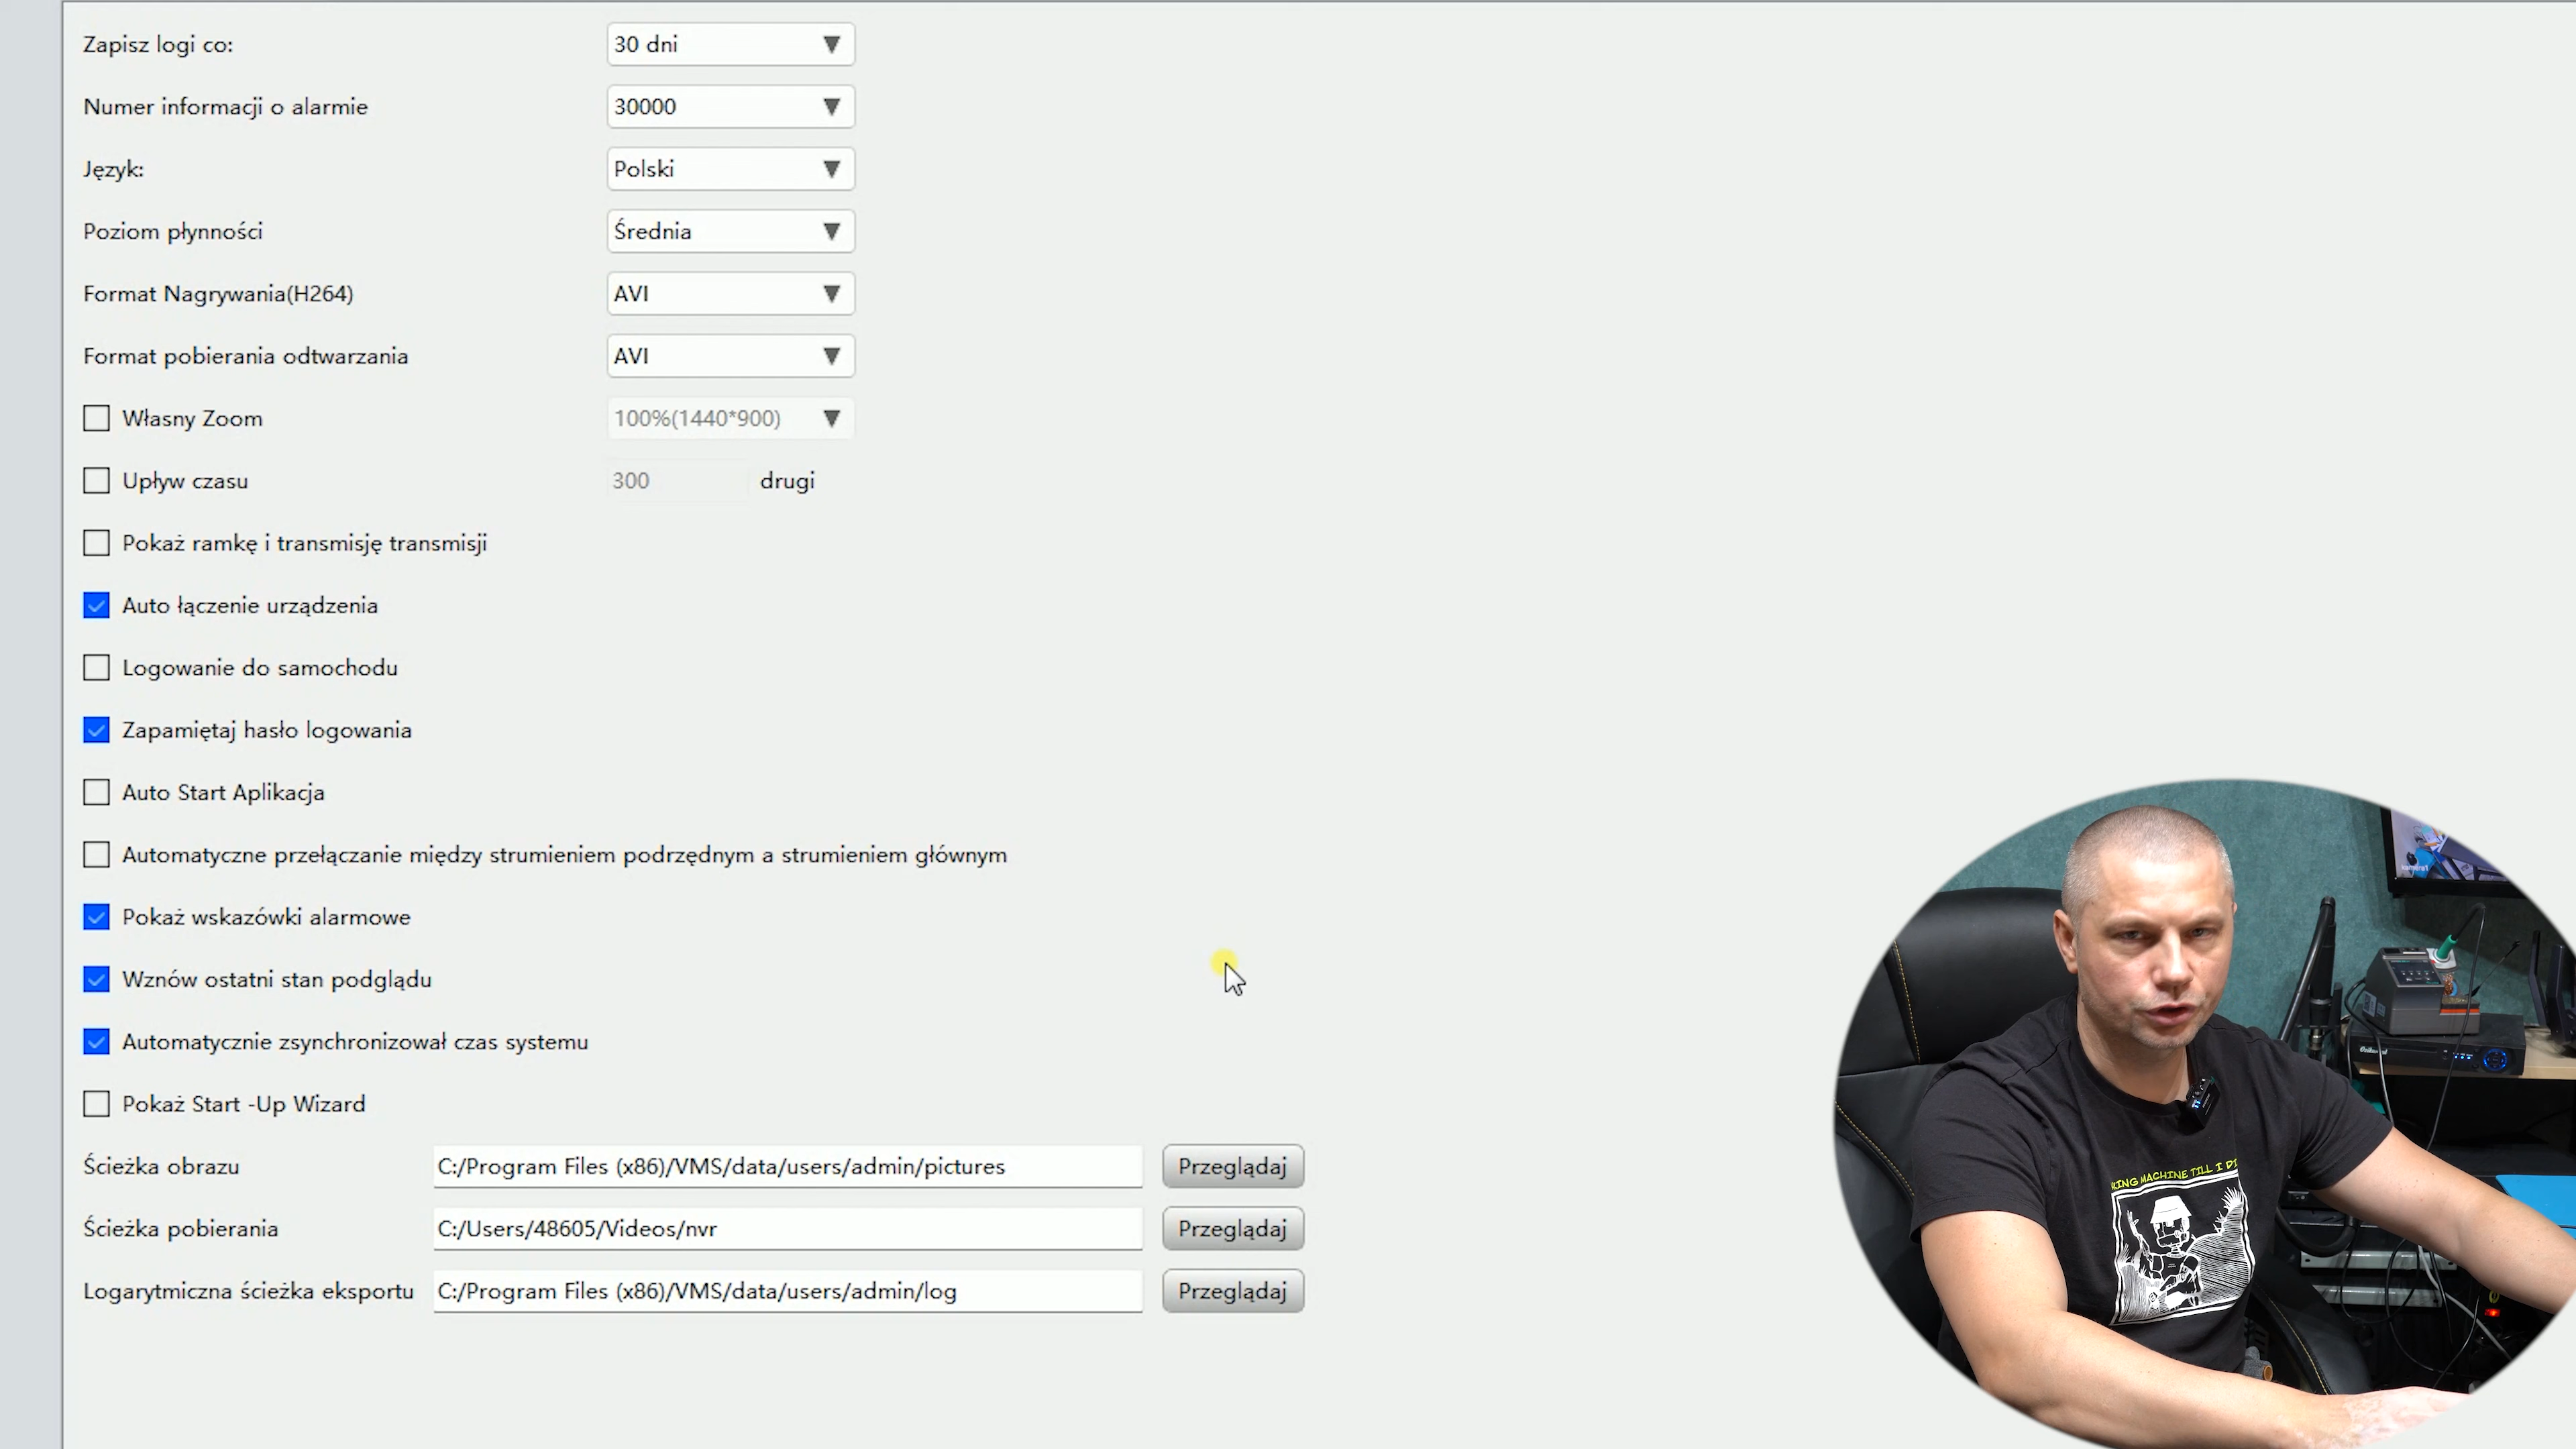 Zapisz logi co: 30 dni
Numer informacji o alarmie 30000
Język: Polski
Poziom płynności Średnia
Format Nagrywania(H264) AVI
Format pobierania odtwarzania AVI
Własny Zoom 100%(1440*900)
Upływ czasu 300 drugi
Pokaż ramkę i transmisję transmisji
Auto łączenie urządzenia
Logowanie do samochodu
Zapamiętaj hasło logowania
Auto Start Aplikacja
Automatyczne przełączanie między strumieniem podrzędnym a strumieniem głównym
Pokaż wskazówki alarmowe
Wznów ostatni stan podglądu
Automatycznie zsynchronizował czas systemu
Pokaż Start -Up Wizard
Ścieżka obrazu C:/Program Files (x86)/VMS/data/users/admin/pictures Przeglądaj
Ścieżka pobierania C:/Users/48605/Videos/nvr Przeglądaj
Logarytmiczna ścieżka eksportu C:/Program Files (x86)/VMS/data/users/admin/log Przeglądaj
MACHINE TILL I